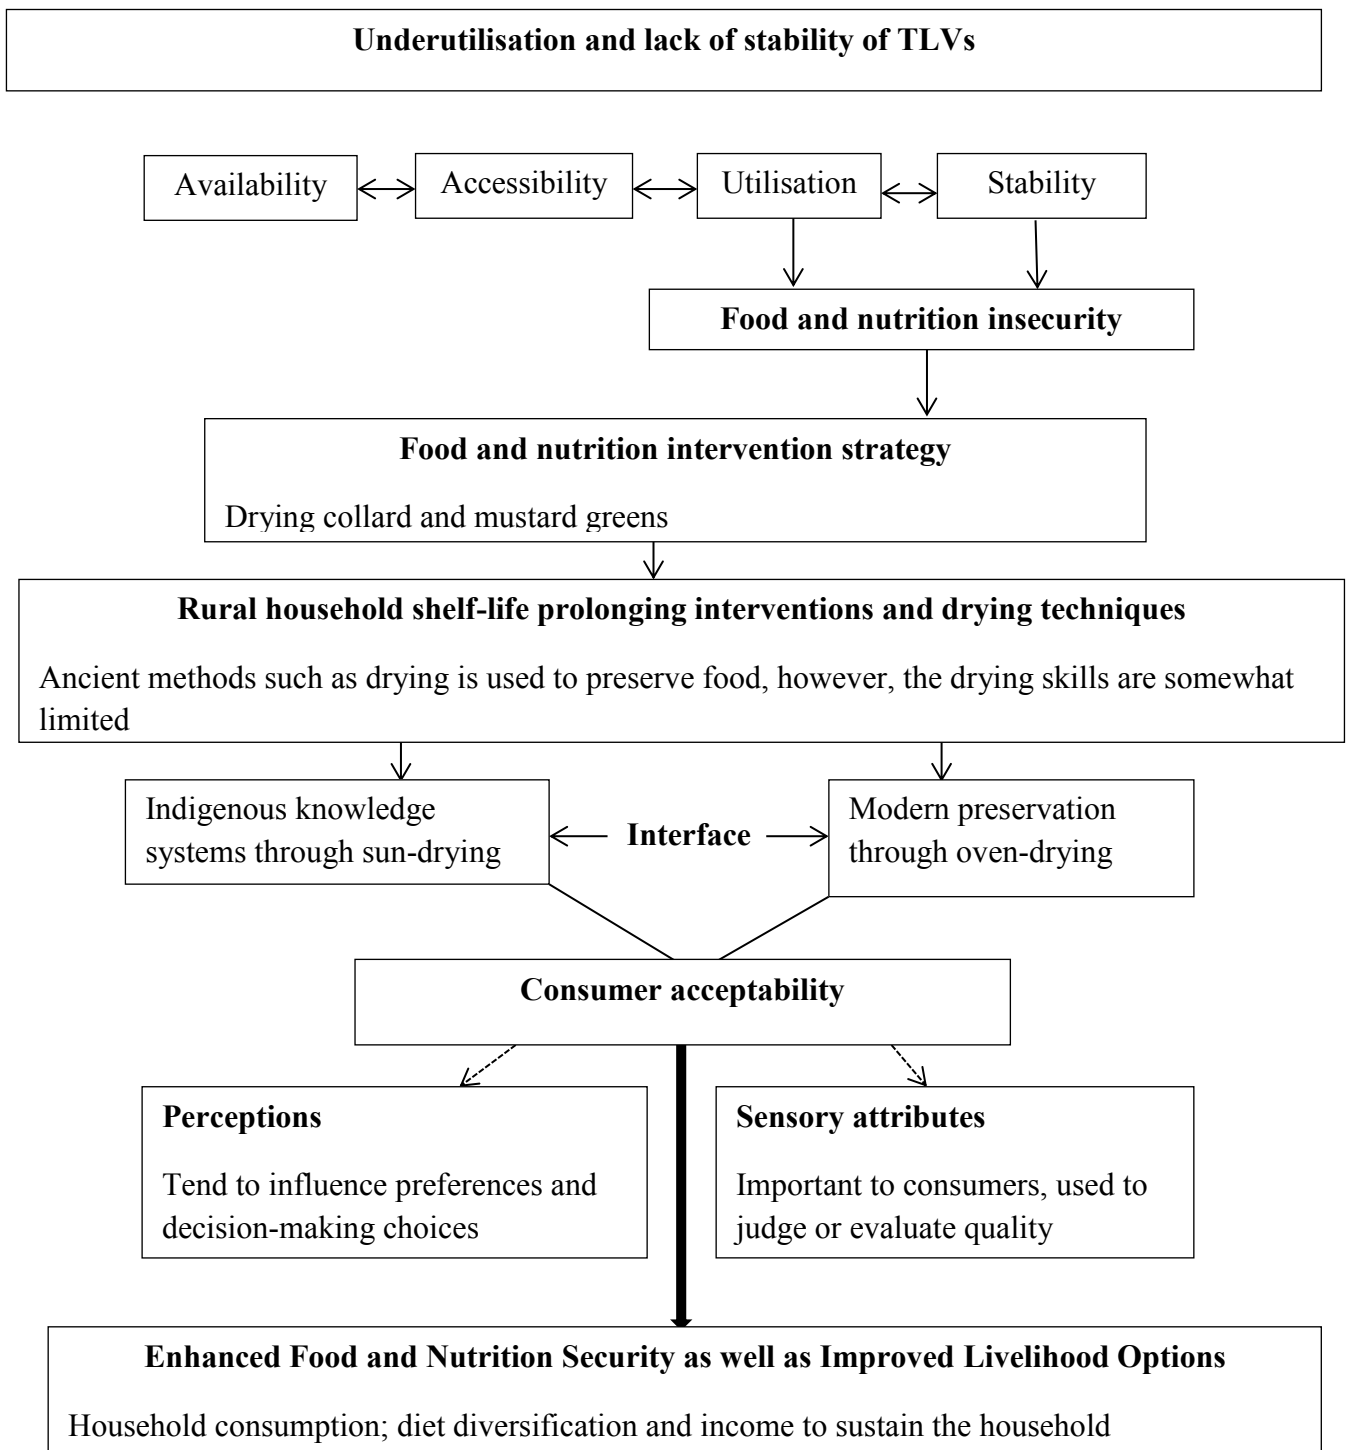 Underutilisation and lack of stability of TLVs
Availability
Accessibility
Utilisation
Stability
Food and nutrition insecurity
Food and nutrition intervention strategy
Drying collard and mustard greens
Rural household shelf-life prolonging interventions and drying techniques
Ancient methods such as drying is used to preserve food, however, the drying skills are somewhat
limited
Indigenous knowledge
systems through sun-drying
Interface
Modern preservation
through oven-drying
Consumer acceptability
Perceptions
Tend to influence preferences and
decision-making choices
Sensory attributes
Important to consumers, used to
judge or evaluate quality
Enhanced Food and Nutrition Security as well as Improved Livelihood Options
Household consumption; diet diversification and income to sustain the household